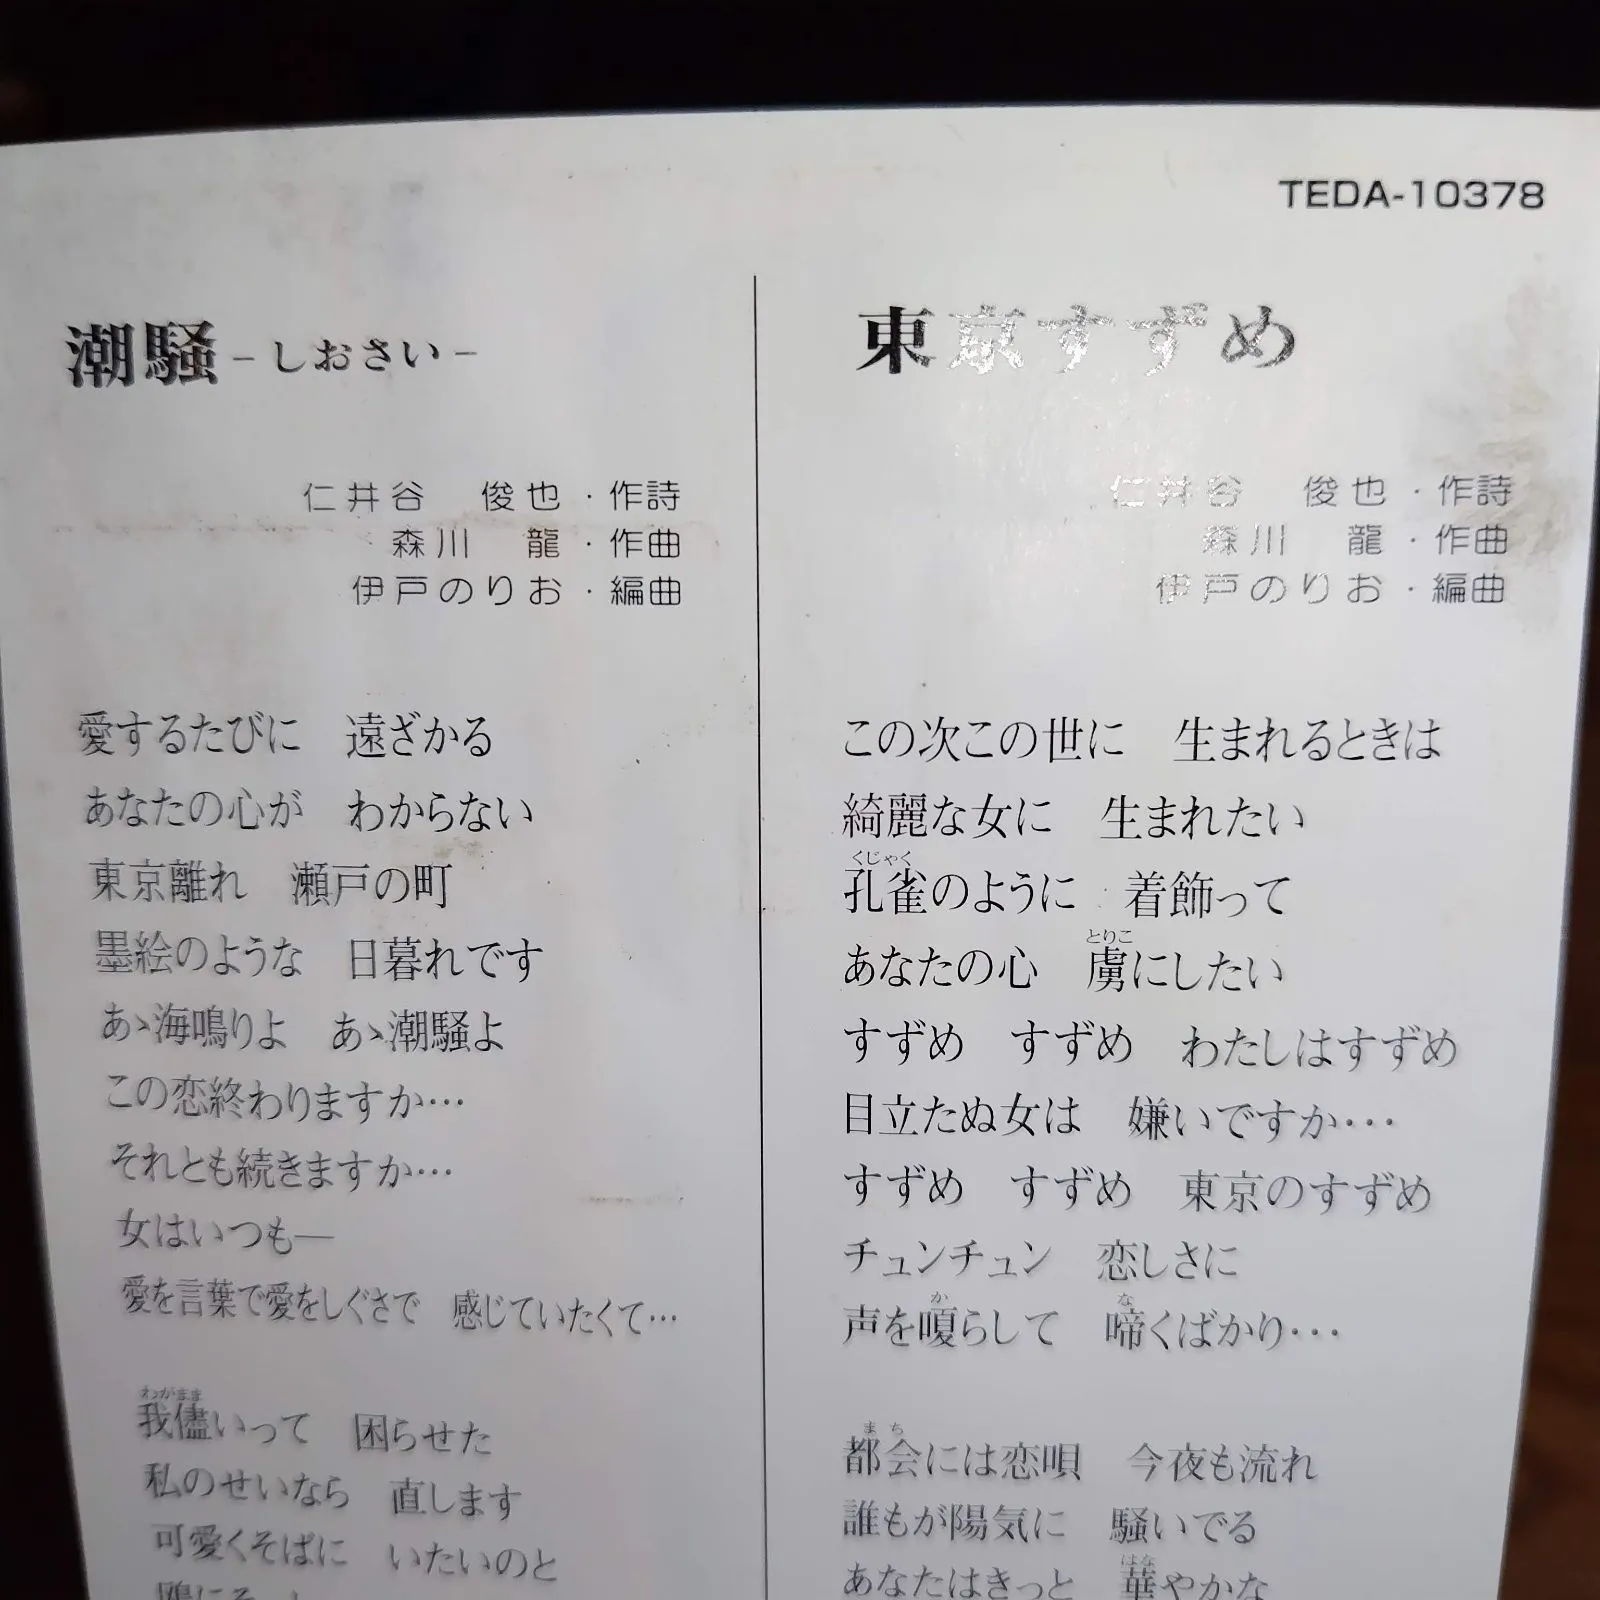 TEDA-10378
潮騒 −しおさい−
仁井谷 俊也・作詩
森川 龍・作曲
伊戸のりお・編曲
愛するたびに 遠ざかる
あなたの心が わからない
東京離れ 瀬戸の町
墨絵のような 日暮れです
あゝ海鳴りよ あゝ潮騒よ
この恋終わりますか…
それとも続きますか…
女はいつも―
愛を言葉で愛をしぐさで 感じていたくて…
わがまま
我儘いって 困らせた
私のせいなら 直します
可愛くそばに いたいのと
東京すずめ
仁井谷 俊也・作詩
森川 龍・作曲
伊戸のりお・編曲
この次この世に 生まれるときは
綺麗な女に 生まれたい
くじゃく
孔雀のように 着飾って
とりこ
あなたの心 虜にしたい
すずめ すずめ わたしはすずめ
目立たぬ女は 嫌いですか…
すずめ すずめ 東京のすずめ
チュンチュン 恋しさに
か な
声を嗄らして 啼くばかり…
まち
都会には恋唄 今夜も流れ
誰もが陽気に 騒いでる
はな
あなたはきっと 華やかな